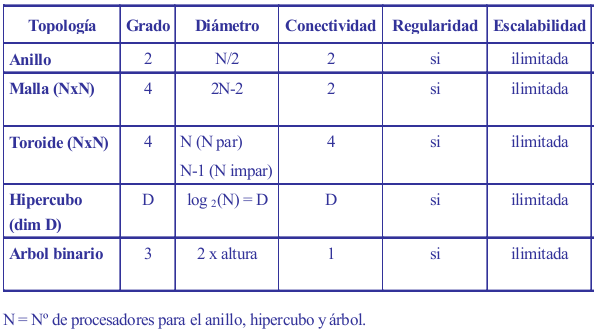 Topología Grado Diámetro Conectividad Regularidad Escalabilidad
Anillo 2 N/2 2 si ilimitada
Malla (NxN) 4 2N-2 2 si ilimitada
Toroide (NxN) 4 N (N par) 4 si ilimitada
N-1 (N impar)
Hipercubo D log ₂(N) = D D si ilimitada
(dim D)
Arbol binario 3 2 x altura 1 si ilimitada
N = Nº de procesadores para el anillo, hipercubo y árbol.